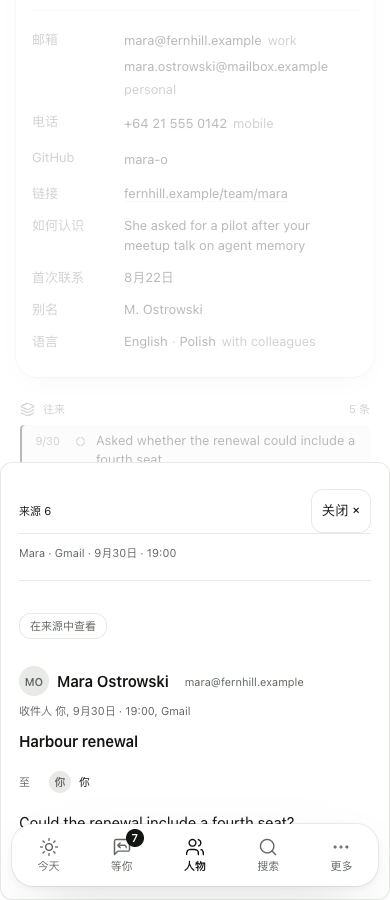 邮箱 mara@fernhill.example work
mara.ostrowski@mailbox.example
personal
电话 +64 21 555 0142 mobile
GitHub mara-o
链接 fernhill.example/team/mara
如何认识 She asked for a pilot after your
meetup talk on agent memory
首次联系 8月22日
别名 M. Ostrowski
语言 English · Polish with colleagues
往来 5 条
9/30 Asked whether the renewal could include a
fourth seat
来源 6 关闭 ×
Mara · Gmail · 9月30日 · 19:00
在来源中查看
MO Mara Ostrowski mara@fernhill.example
收件人 你, 9月30日 · 19:00, Gmail
Harbour renewal
至 你 你
Could the renewal include a fourth seat?
7
今天 等你 人物 搜索 更多